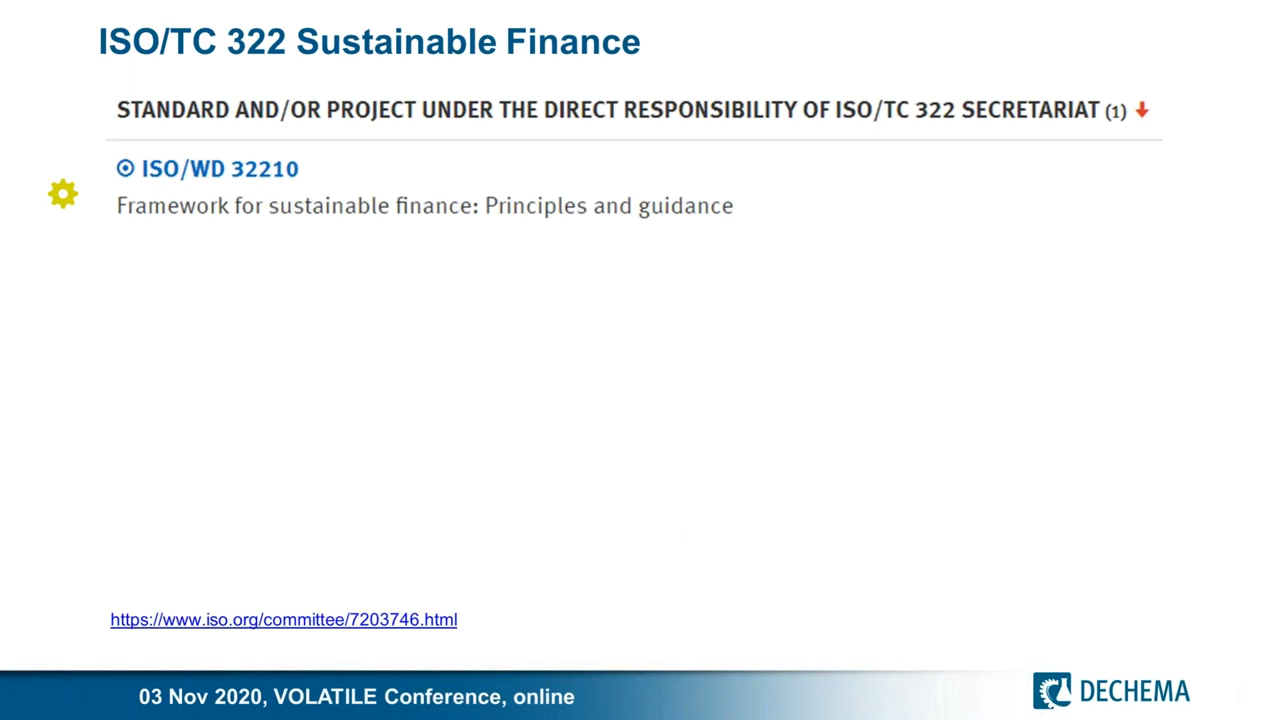 ISO/TC 322 Sustainable Finance
STANDARD AND/OR PROJECT UNDER THE DIRECT RESPONSIBILITY OF ISO/TC 322 SECRETARIAT (1)
ISO/WD 32210
Framework for sustainable finance: Principles and guidance
https://www.iso.org/committee/7203746.html
03 Nov 2020, VOLATILE Conference, online
DECHEMA